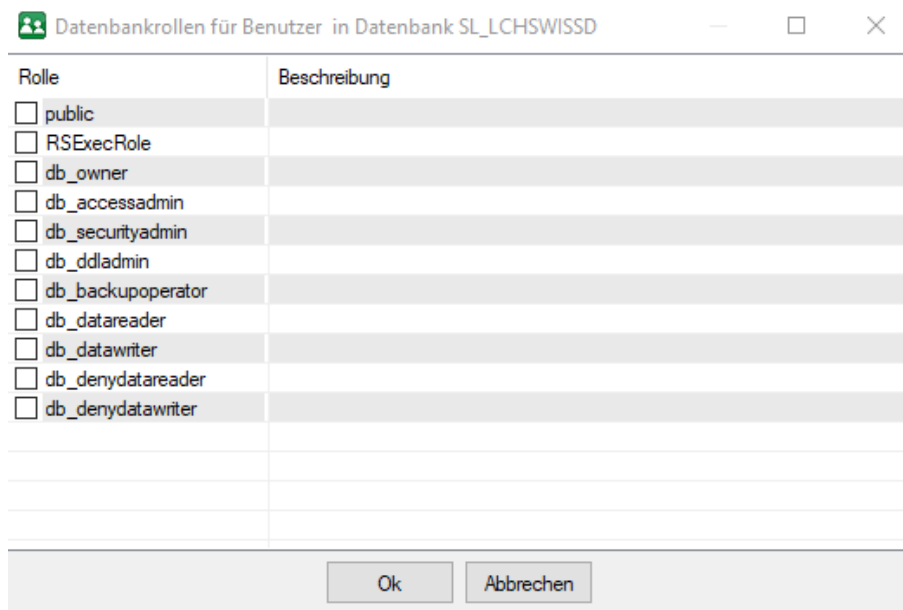 Datenbankrollen für Benutzer in Datenbank SL_LCHSWISSD
Rolle Beschreibung
public
RSExecRole
db_owner
db_accessadmin
db_securityadmin
db_ddladmin
db_backupoperator
db_datareader
db_datawriter
db_denydatareader
db_denydatawriter
Ok Abbrechen